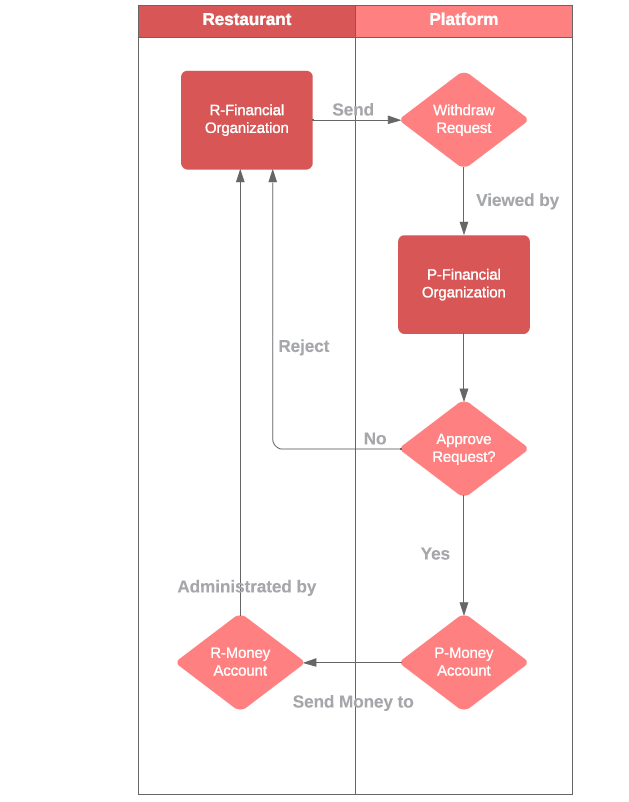 Restaurant
Platform
R-Financial
Organization
Send
Withdraw
Request
Viewed by
P-Financial
Organization
Reject
No
Approve
Request?
Yes
Administrated by
R-Money
Account
P-Money
Account
Send Money to